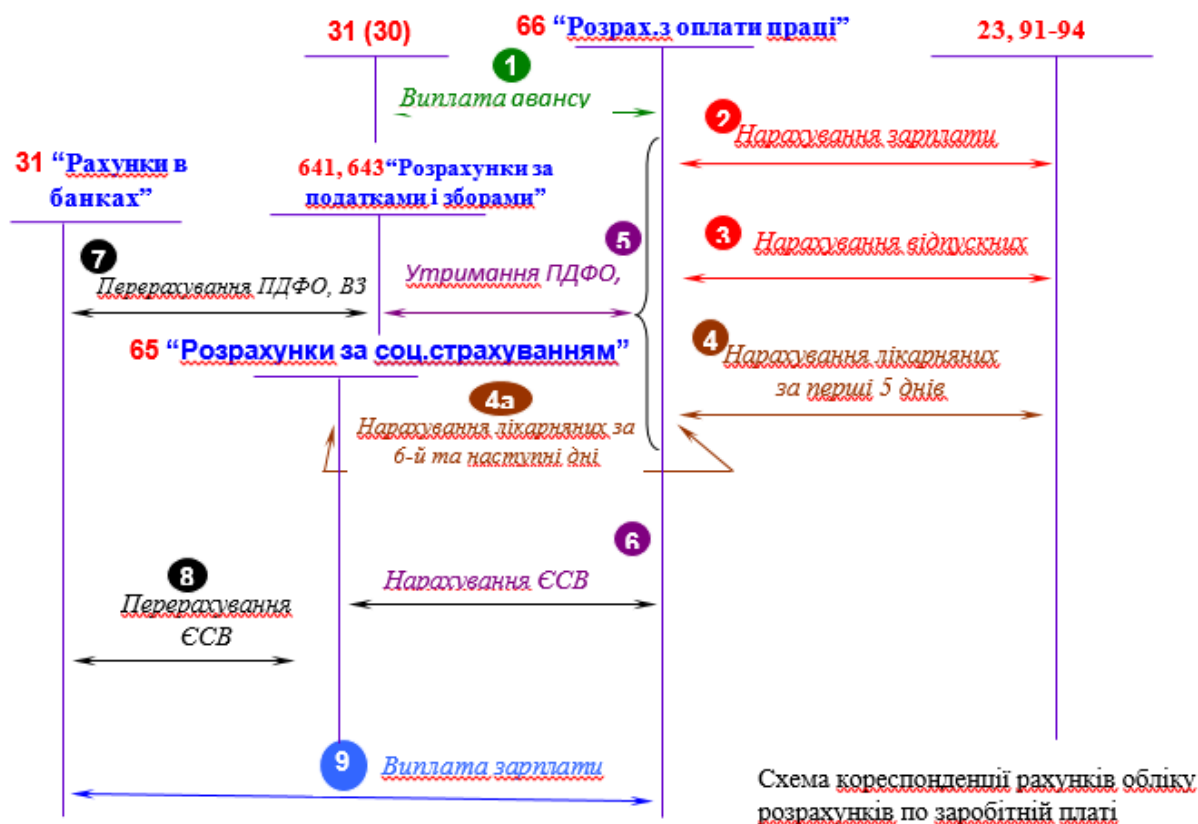 31 (30)
66 “Розрах.з оплати праці”
23, 91-94
1
Виплата авансу
2
Нарахування зарплати
31 “Рахунки в
банках”
641, 643“Розрахунки за
податками і зборами”
5
3
Нарахування відпускних
7
Перерахування ПДФО, ВЗ
Утримання ПДФО,
65 “Розрахунки за соц.страхуванням”
4
Нарахування лікарняних
за перші 5 днів
4а
Нарахування лікарняних за
6-й та наступні дні
6
8
Нарахування ЄСВ
Перерахування
ЄСВ
9
Виплата зарплати
Схема кореспонденції рахунків обліку
розрахунків по заробітній платі